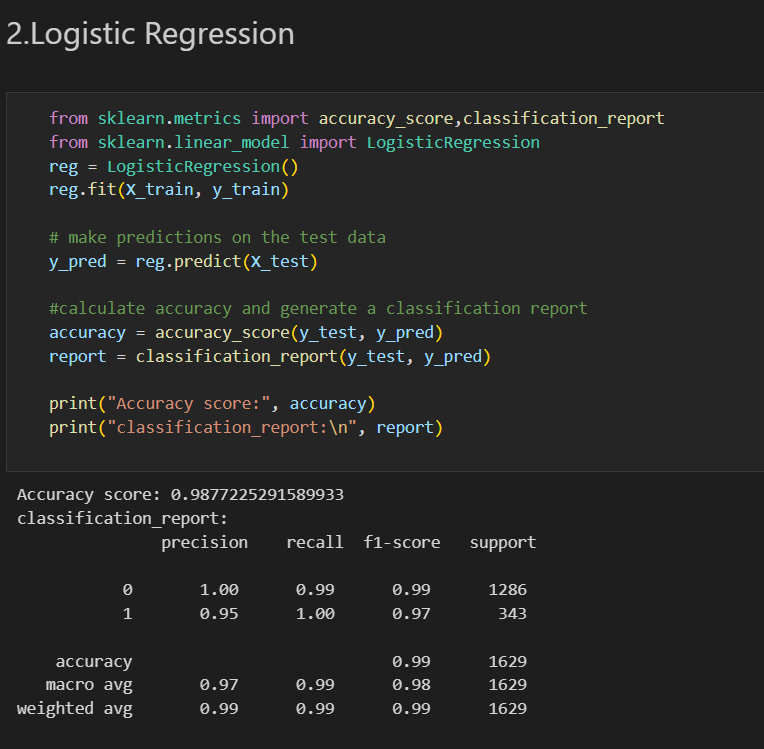 2.Logistic Regression
from sklearn.metrics import accuracy_score,classification_report
from sklearn.linear_model import LogisticRegression
reg = LogisticRegression()
reg.fit(X_train, y_train)
# make predictions on the test data
y_pred = reg.predict(X_test)
#calculate accuracy and generate a classification report
accuracy = accuracy_score(y_test, y_pred)
report = classification_report(y_test, y_pred)
print("Accuracy score:", accuracy)
print("classification_report:\n", report)
Accuracy score: 0.9877225291589933
classification_report:
precision recall f1-score support
0 1.00 0.99 0.99 1286
1 0.95 1.00 0.97 343
accuracy 0.99 1629
macro avg 0.97 0.99 0.98 1629
weighted avg 0.99 0.99 0.99 1629